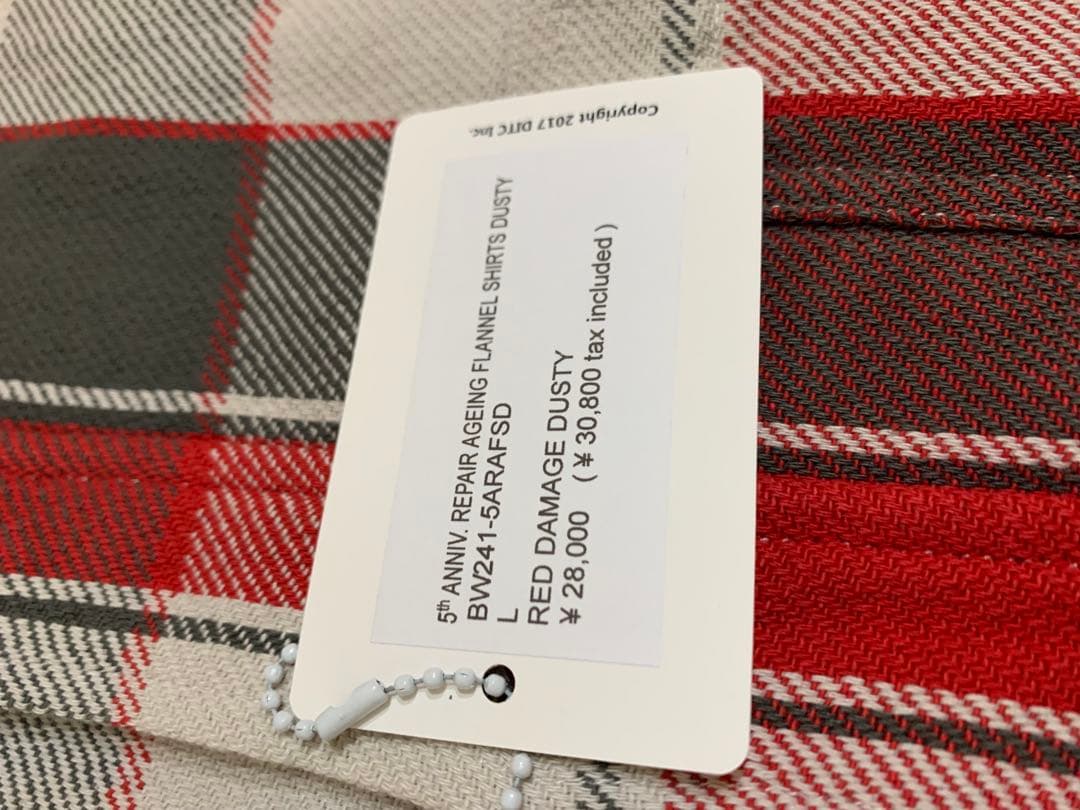 5th ANNIV. REPAIR AGEING FLANNEL SHIRTS DUSTY
BW241-5ARAFSD
L
RED DAMAGE DUSTY
¥ 28,000 (¥ 30,800 tax included )
Copyright 2017 DITC Inc.